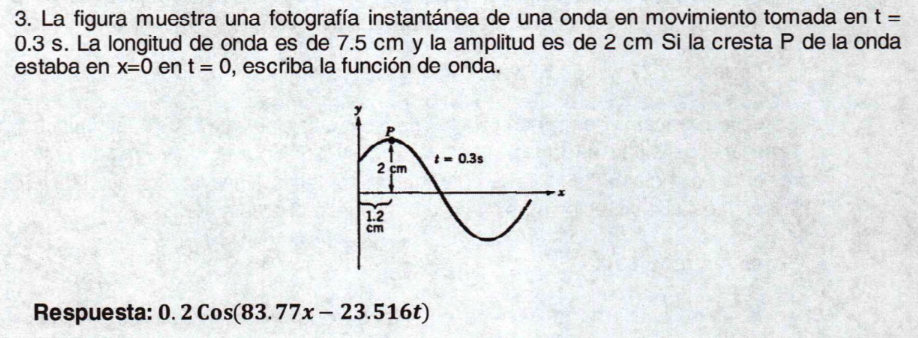 3. La figura muestra una fotografía instantánea de una onda en movimiento tomada en t =
0.3 s. La longitud de onda es de 7.5 cm y la amplitud es de 2 cm Si la cresta P de la onda
estaba en x=0 en t = 0, escriba la función de onda.
y
P
t = 0.3s
2 cm
x
1.2
cm
Respuesta: 0. 2 Cos(83. 77x − 23. 516t)